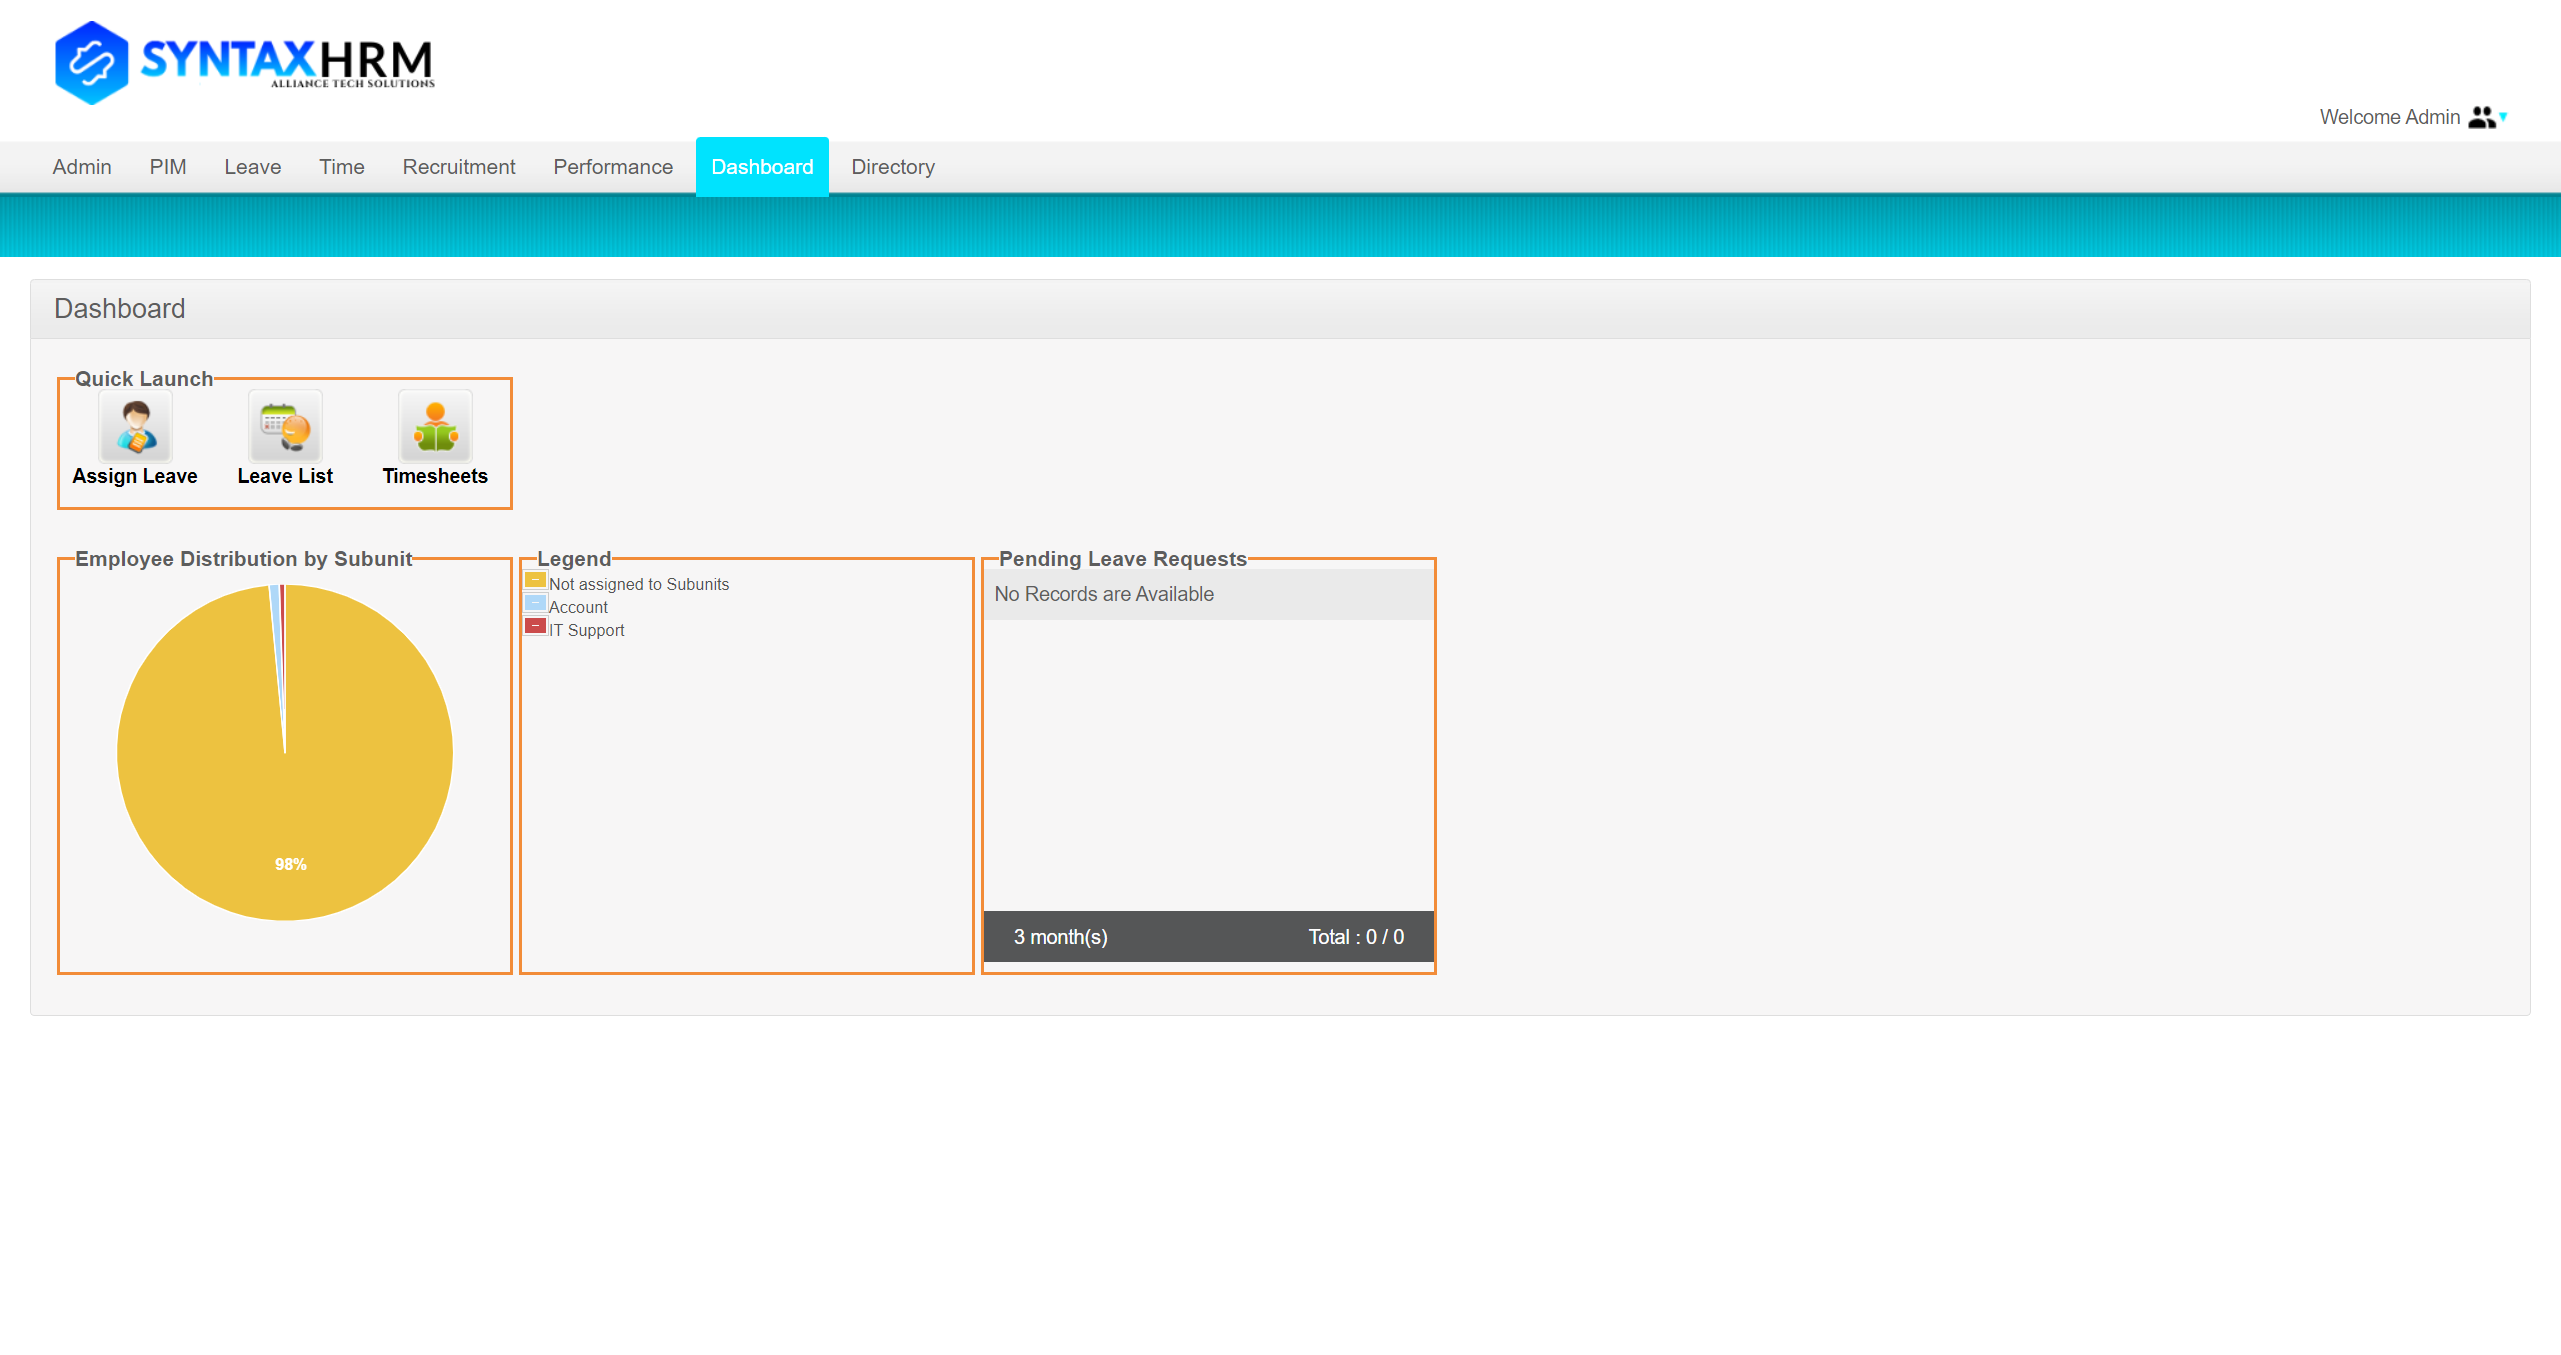 SYNTAXHRM
ALLIANCE TECH SOLUTIONS
Welcome Admin
Admin PIM Leave Time Recruitment Performance Dashboard Directory
Dashboard
Quick Launch
Assign Leave Leave List Timesheets
Employee Distribution by Subunit
98%
Legend
Not assigned to Subunits
Account
IT Support
Pending Leave Requests
No Records are Available
3 month(s) Total : 0 / 0